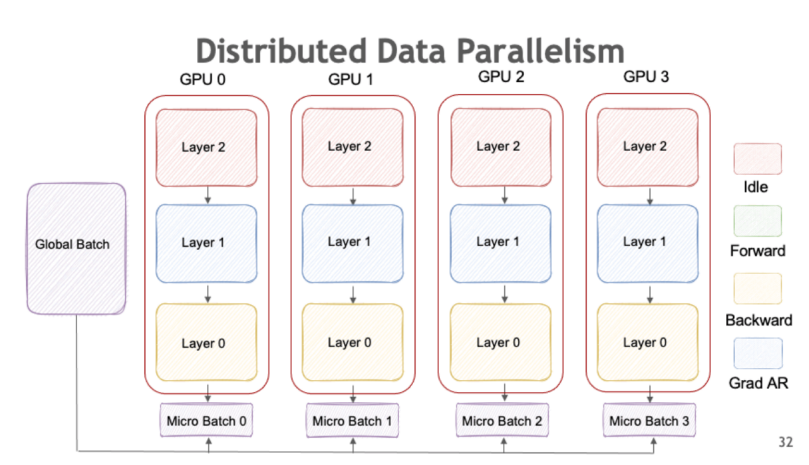 Distributed Data Parallelism
GPU 0
GPU 1
GPU 2
GPU 3
Layer 2
Layer 2
Layer 2
Layer 2
Global Batch
Layer 1
Layer 1
Layer 1
Layer 1
Layer 0
Layer 0
Layer 0
Layer 0
Micro Batch 0
Micro Batch 1
Micro Batch 2
Micro Batch 3
Idle
Forward
Backward
Grad AR
32